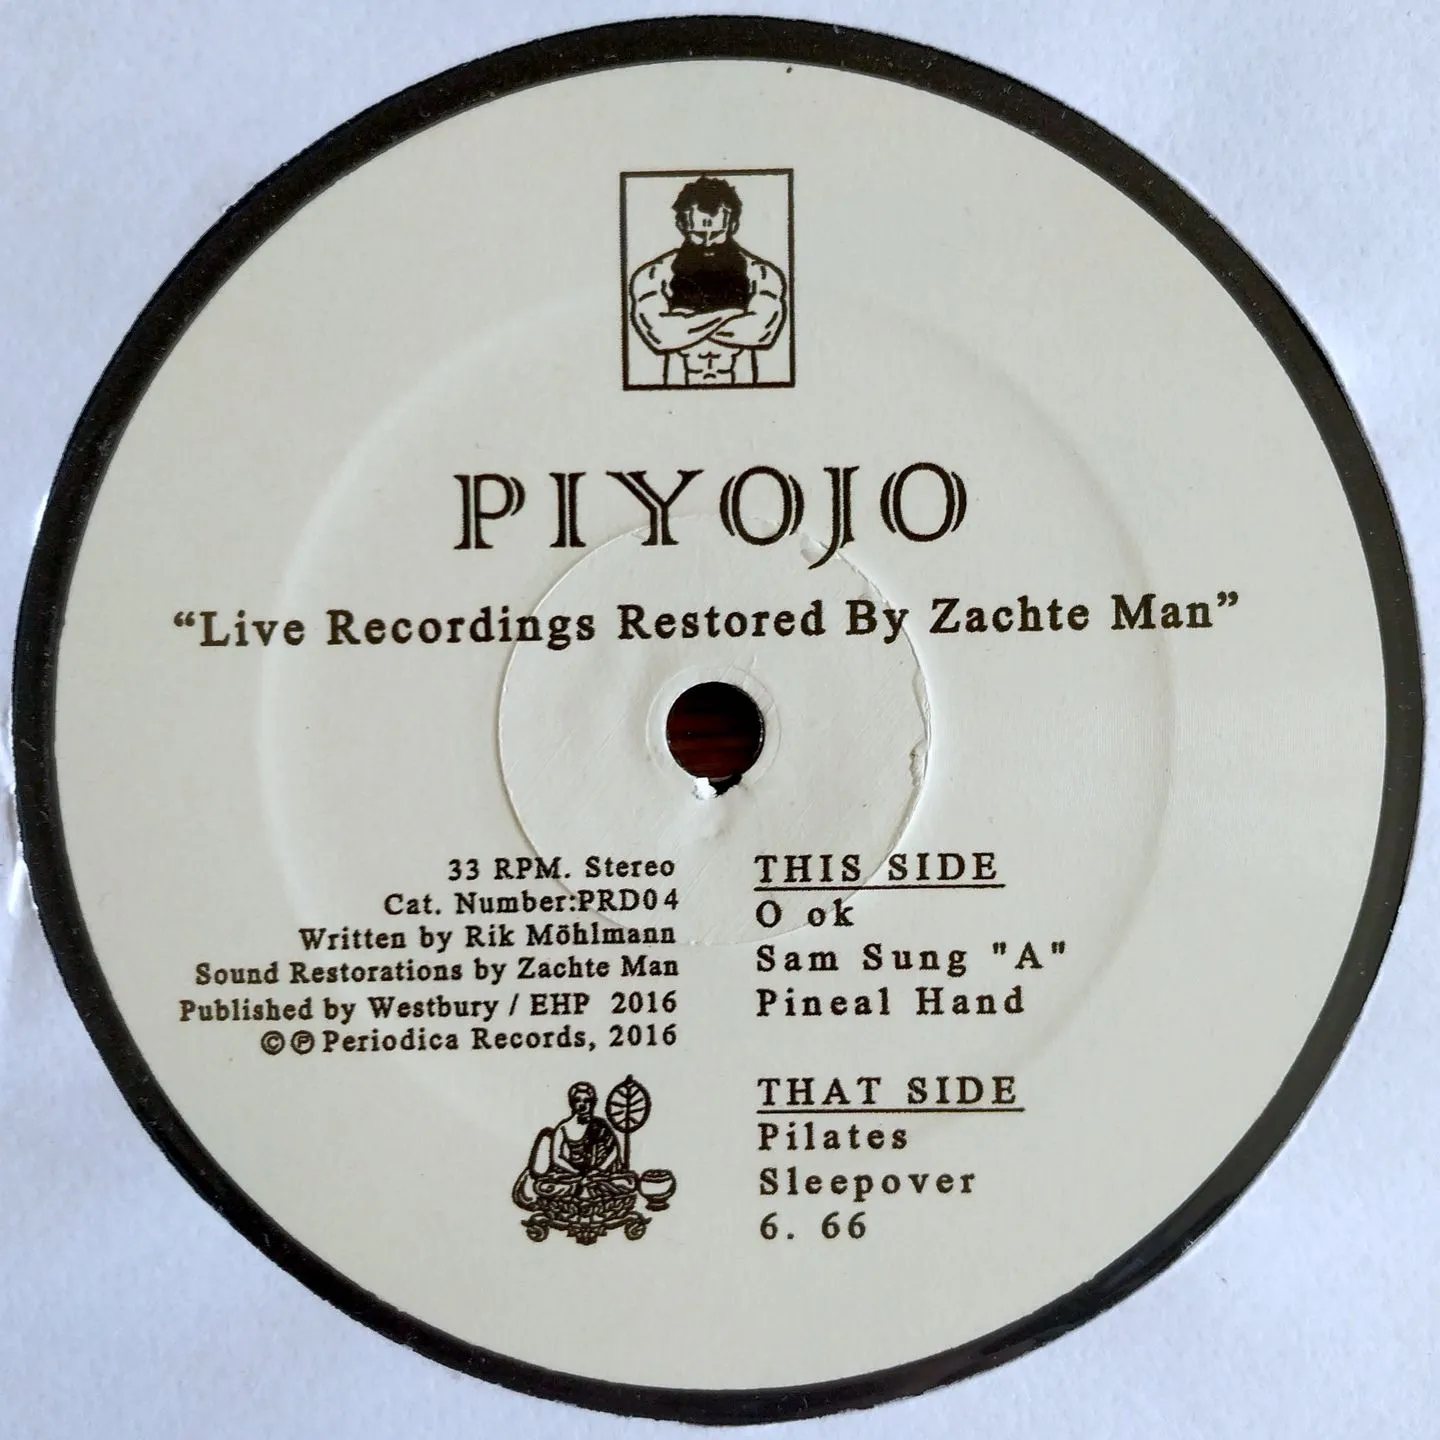 PIYOJO
“Live Recordings Restored By Zachte Man”
33 RPM. Stereo
Cat. Number:PRD04
Written by Rik Möhlmann
Sound Restorations by Zachte Man
Published by Westbury / EHP 2016
©℗ Periodica Records, 2016
THIS SIDE
O ok
Sam Sung "A"
Pineal Hand
THAT SIDE
Pilates
Sleepover
6. 66